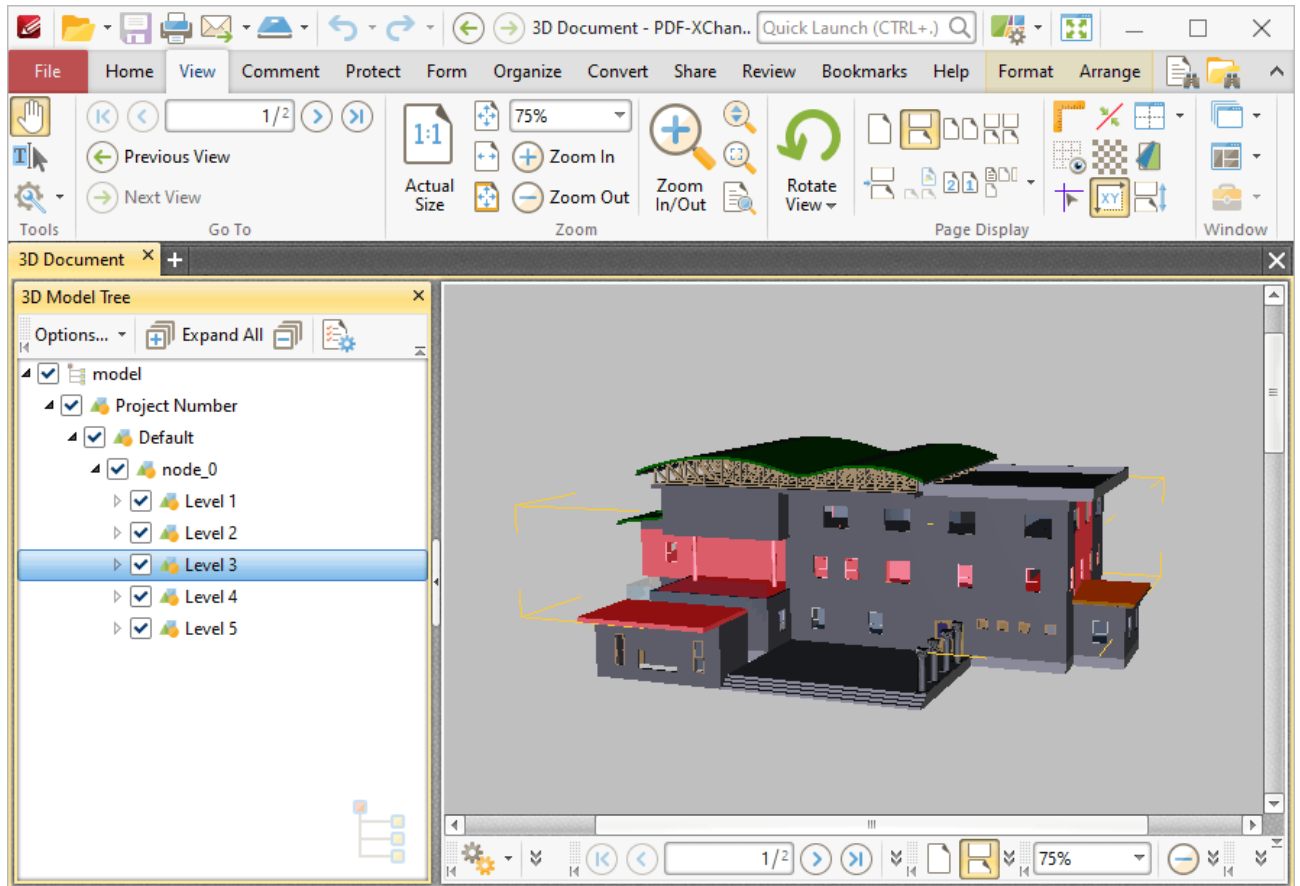 3D Document - PDF-XChan.. Quick Launch (CTRL+.)
File Home View Comment Protect Form Organize Convert Share Review Bookmarks Help Format Arrange
1/2
Previous View
Next View
1:1
Actual Size
75%
Zoom In
Zoom Out
Zoom In/Out
Rotate View
2 1
XY
Tools Go To Zoom Page Display Window
3D Document
3D Model Tree
Options... Expand All
model
Project Number
Default
node_0
Level 1
Level 2
Level 3
Level 4
Level 5
1/2 75%